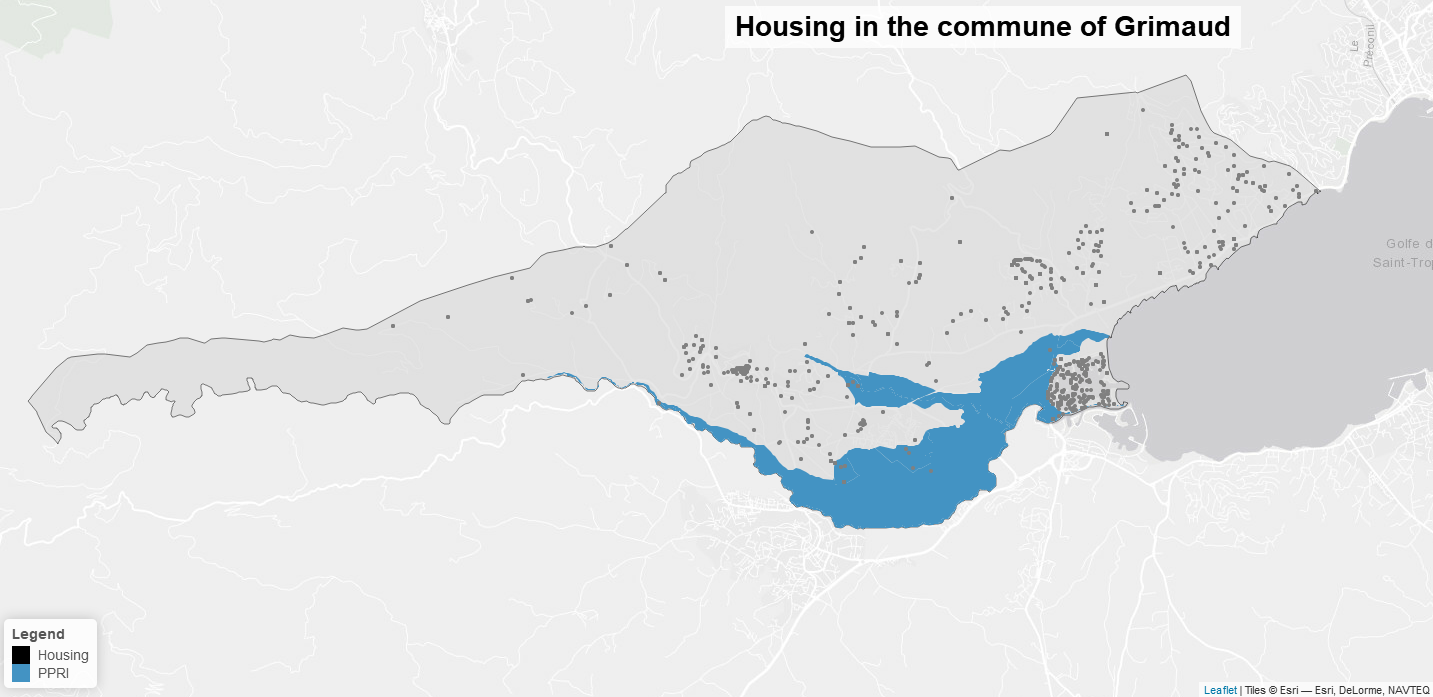 Housing in the commune of Grimaud
Le
Préconil
Golfe d
Saint-Trop
Legend
Housing
PPRI
Leaflet | Tiles © Esri — Esri, DeLorme, NAVTEQ